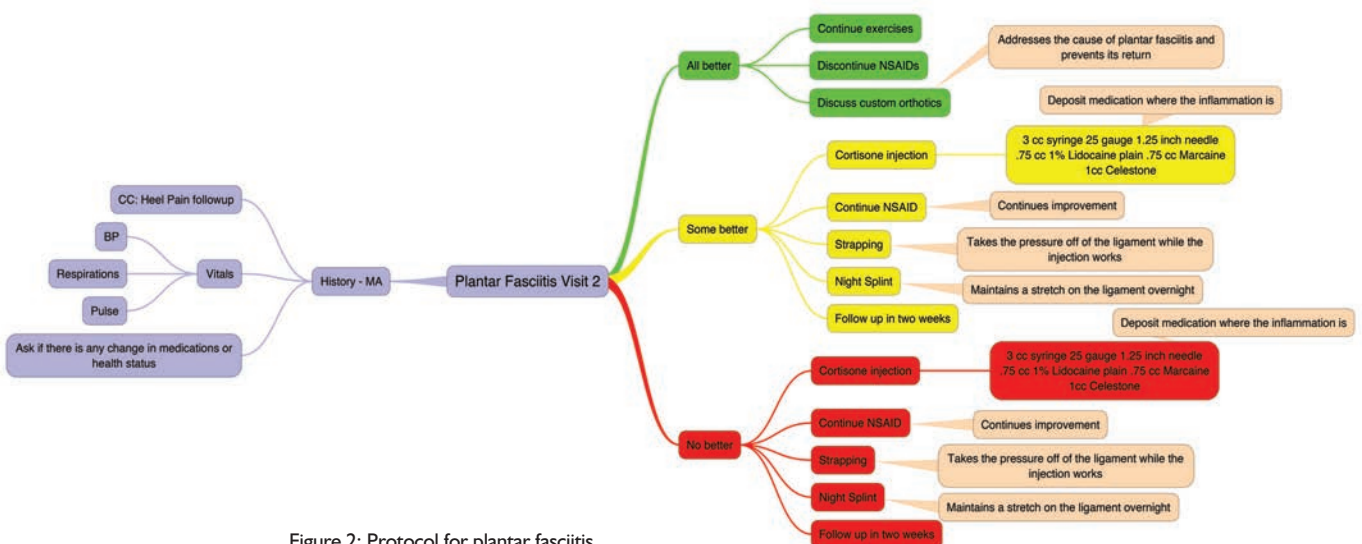 CC: Heel Pain followup
BP
Respirations
Pulse
Vitals
Ask if there is any change in medications or
health status
History - MA
Plantar Fasciitis Visit 2
All better
Continue exercises
Discontinue NSAIDs
Discuss custom orthotics
Addresses the cause of plantar fasciitis and
prevents its return
Some better
Cortisone injection
Deposit medication where the inflammation is
3 cc syringe 25 gauge 1.25 inch needle
.75 cc 1% Lidocaine plain .75 cc Marcaine
1cc Celestone
Continue NSAID
Continues improvement
Strapping
Takes the pressure off of the ligament while the
injection works
Night Splint
Maintains a stretch on the ligament overnight
Follow up in two weeks
No better
Cortisone injection
Deposit medication where the inflammation is
3 cc syringe 25 gauge 1.25 inch needle
.75 cc 1% Lidocaine plain .75 cc Marcaine
1cc Celestone
Continue NSAID
Continues improvement
Strapping
Takes the pressure off of the ligament while the
injection works
Night Splint
Maintains a stretch on the ligament overnight
Follow up in two weeks
Figure 2: Protocol for plantar fasciitis